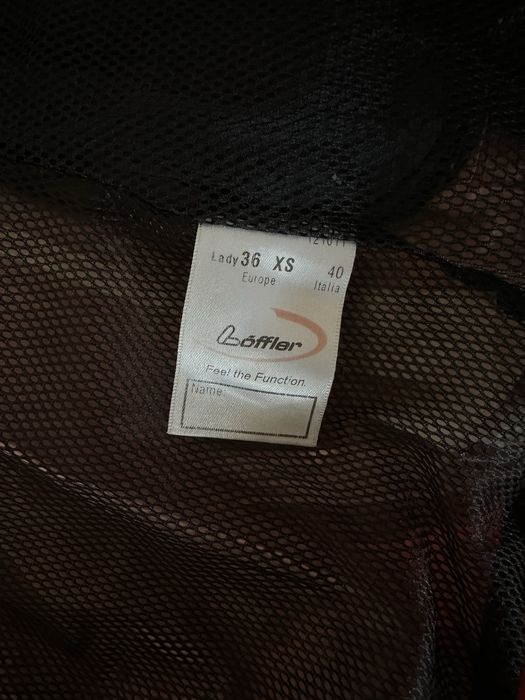 Lady 36 XS 40
Europe Italia
Löffler
Feel the Function.
Name: